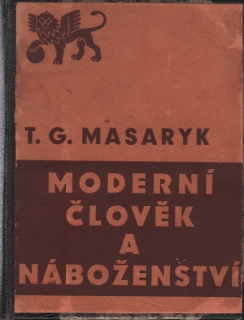 T. G. MASARYK
MODERNÍ
ČLOVĚK
A
NÁBOŽENSTVÍ